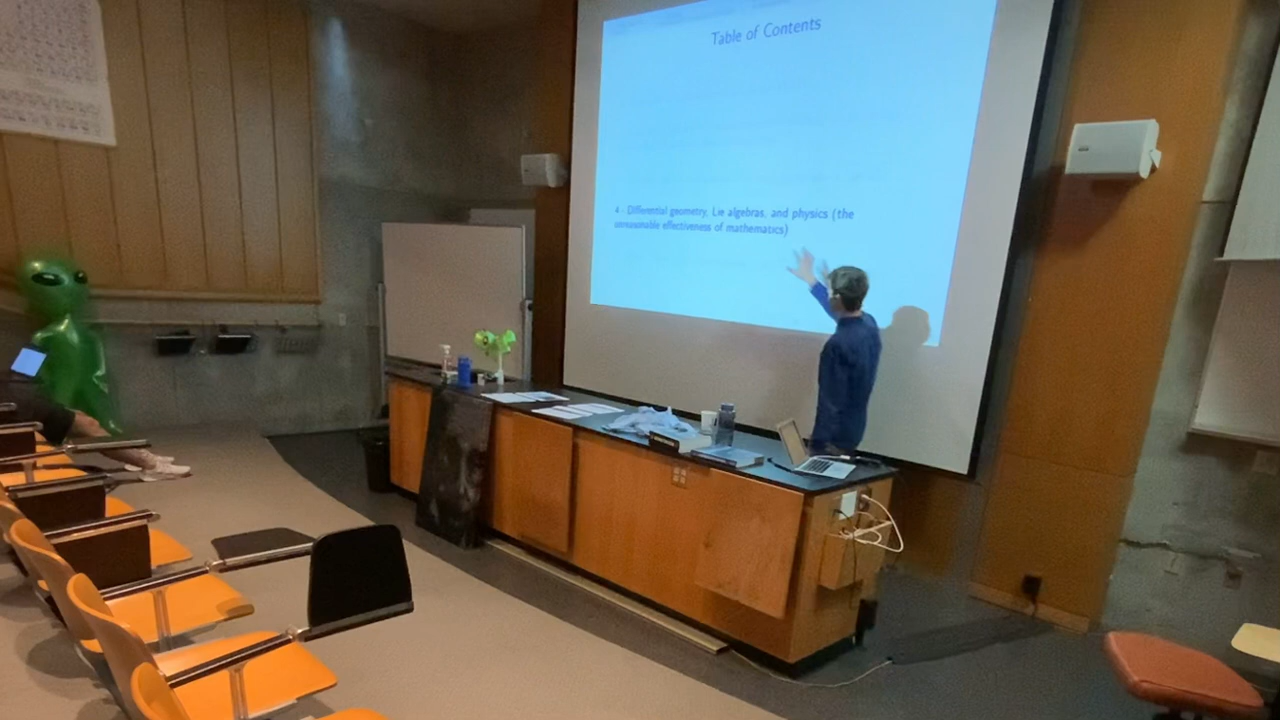 Table of Contents
4 - Differential geometry, Lie algebras, and physics (the
unreasonable effectiveness of mathematics)